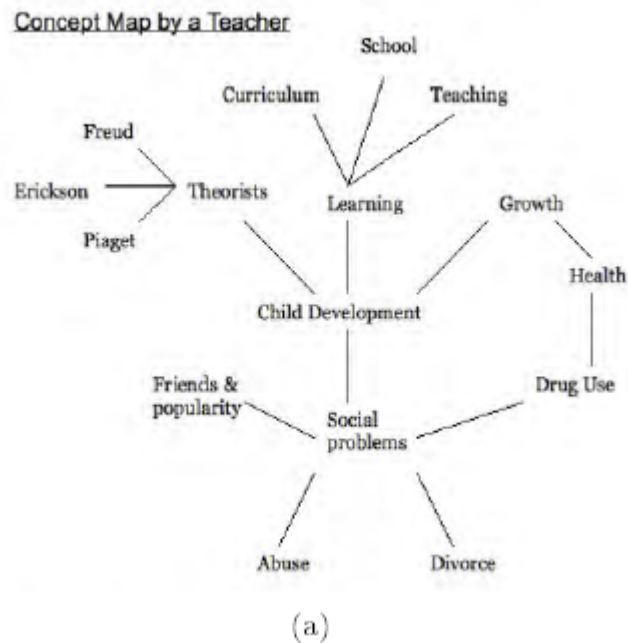 Concept Map by a Teacher
School
Curriculum
Teaching
Freud
Erickson
Theorists
Learning
Growth
Piaget
Health
Child Development
Friends &
popularity
Drug Use
Social
problems
Abuse
Divorce
(a)